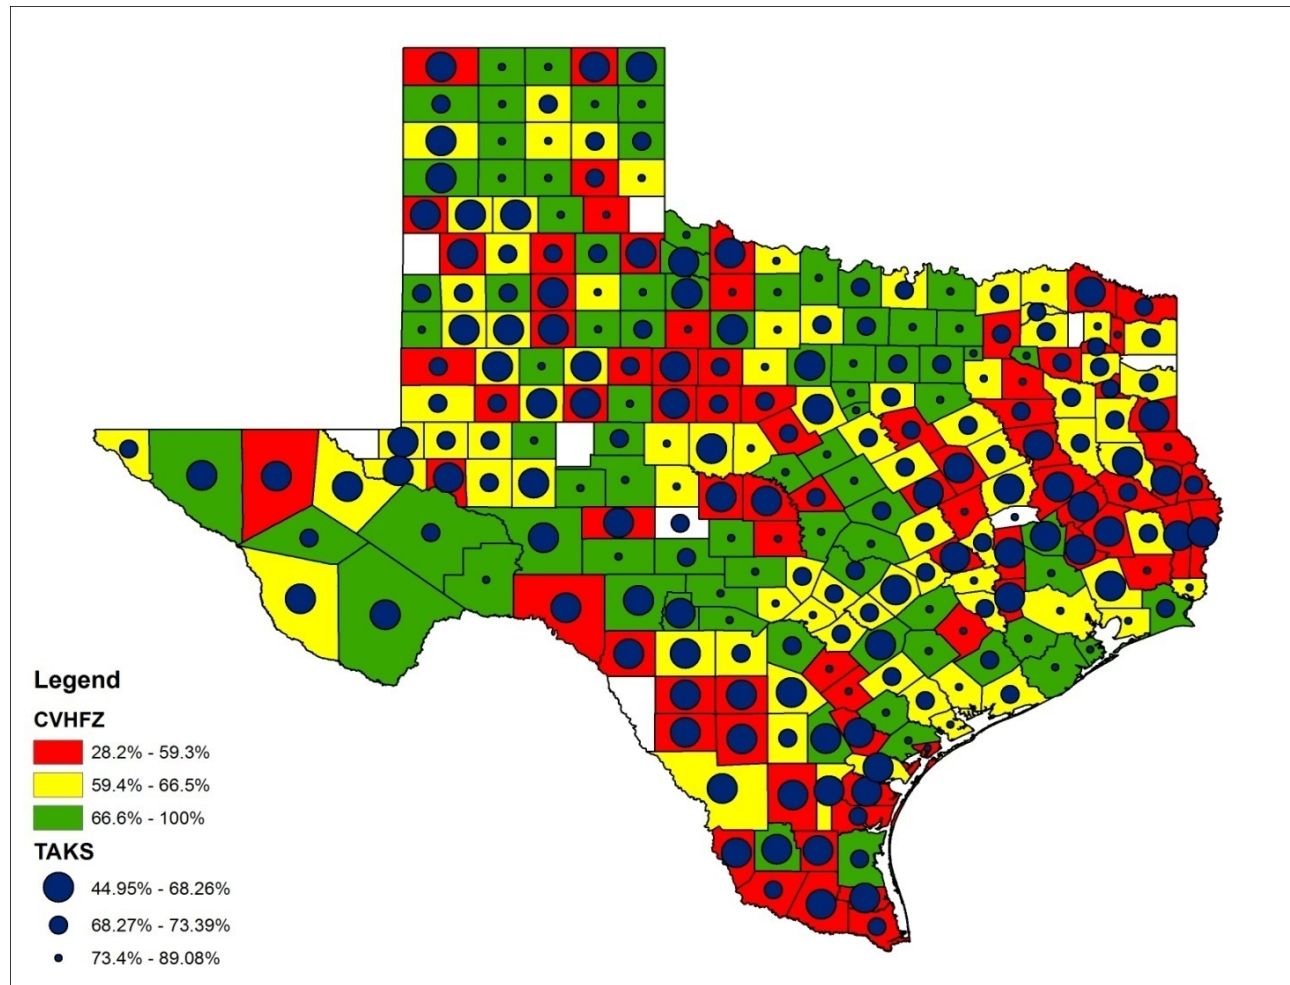 Legend
CVHFZ
28.2% - 59.3%
59.4% - 66.5%
66.6% - 100%
TAKS
44.95% - 68.26%
68.27% - 73.39%
73.4% - 89.08%